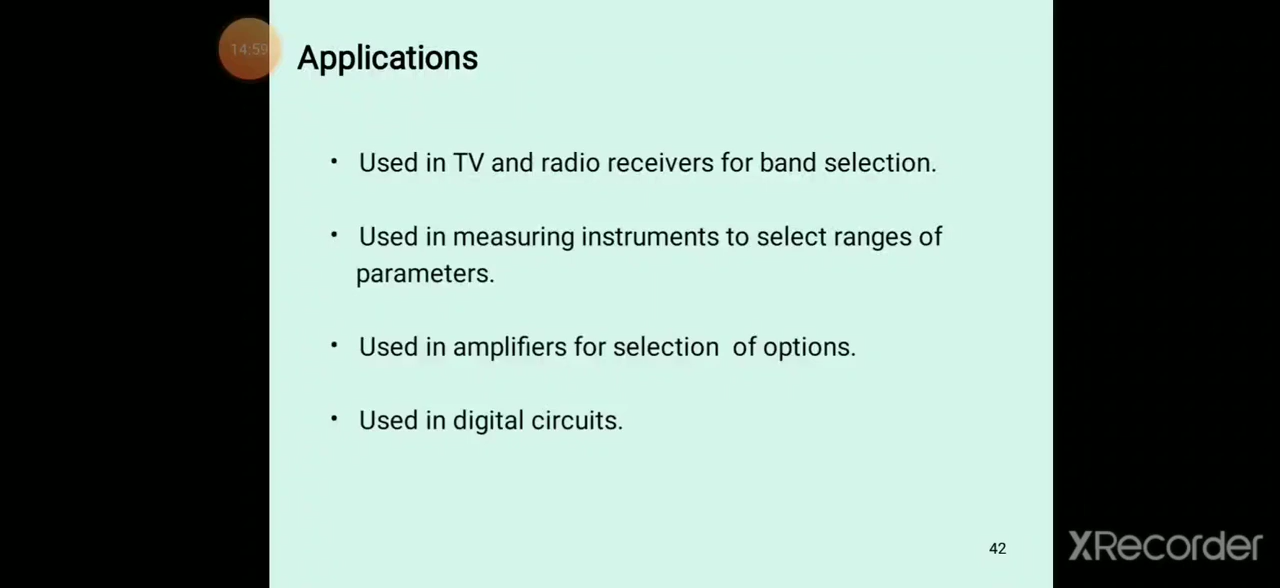 14:59
Applications
• Used in TV and radio receivers for band selection.
• Used in measuring instruments to select ranges of
parameters.
• Used in amplifiers for selection of options.
• Used in digital circuits.
42
XRecorder